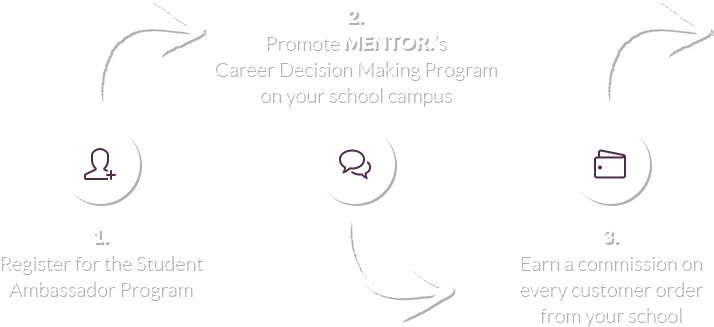 1.
Register for the Student
Ambassador Program
2.
Promote MENTOR.'s
Career Decision Making Program
on your school campus
3.
Earn a commission on
every customer order
from your school